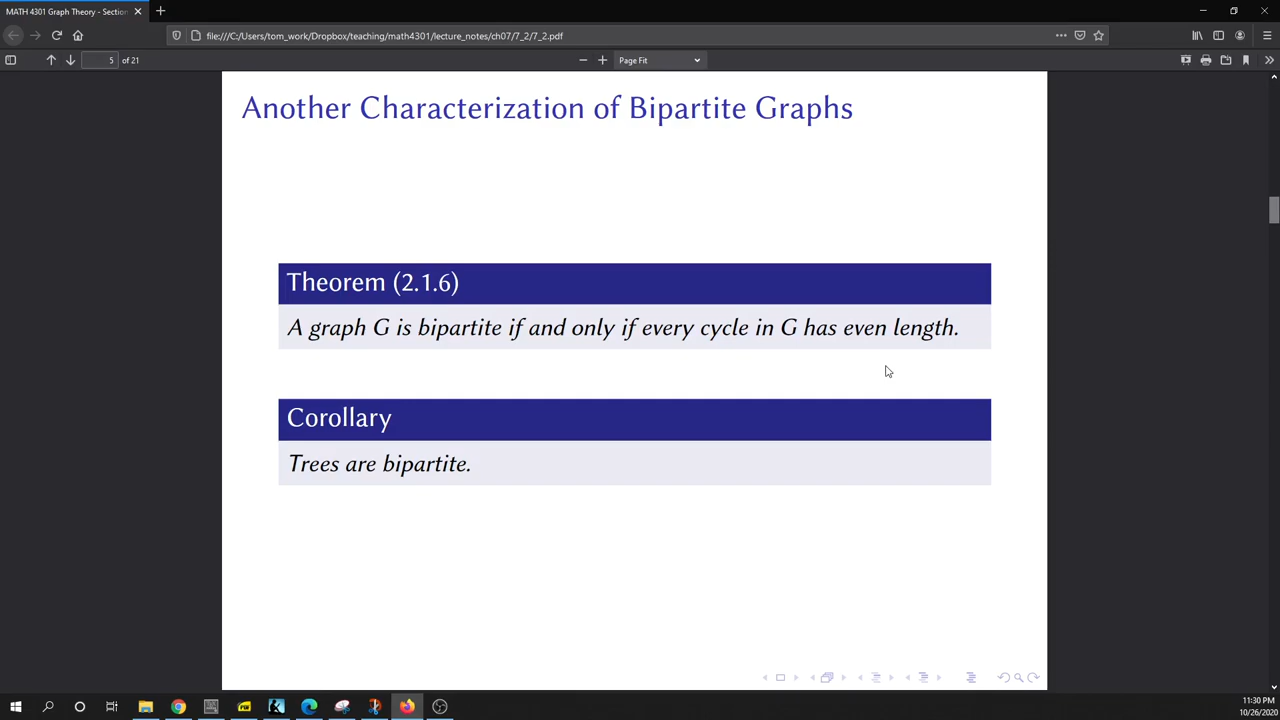 MATH 4301 Graph Theory - Section
file:///C:/Users/tom_work/Dropbox/teaching/math4301/lecture_notes/ch07/7_2/7_2.pdf
5 of 21
Page Fit
Another Characterization of Bipartite Graphs
Theorem (2.1.6)
A graph G is bipartite if and only if every cycle in G has even length.
Corollary
Trees are bipartite.
11:30 PM
10/26/2020